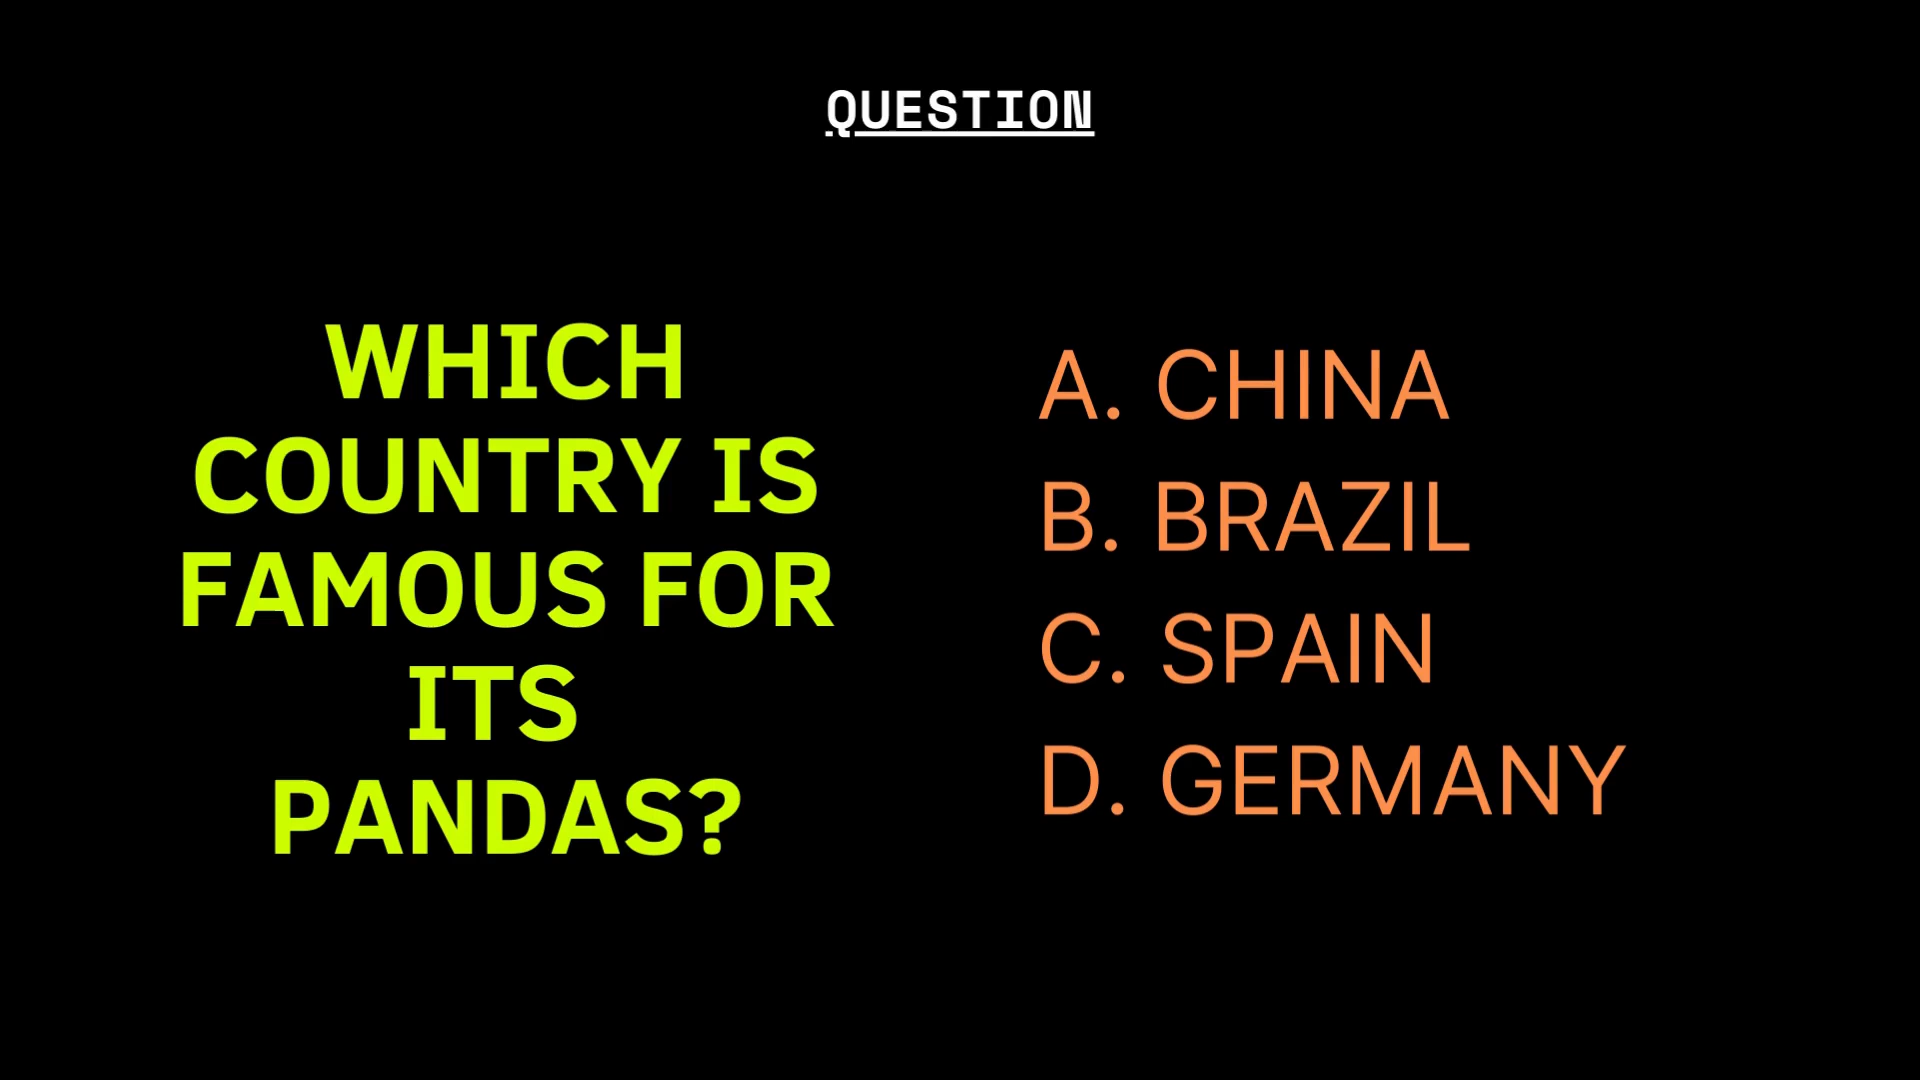 QUESTION
WHICH
COUNTRY IS
FAMOUS FOR
ITS
PANDAS?
A. CHINA
B. BRAZIL
C. SPAIN
D. GERMANY